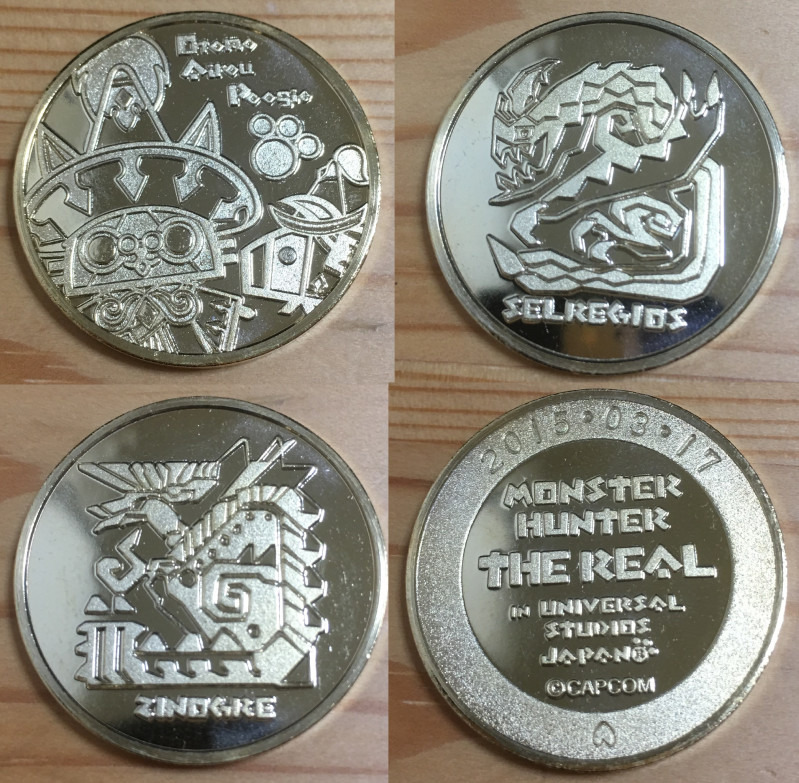 Otomo
Airou
Poogie
SELREGIOS
ZINOGRE
2015・03・17
MONSTER
HUNTER
THE REAL
IN UNIVERSAL
STUDIOS
JAPAN
©CAPCOM